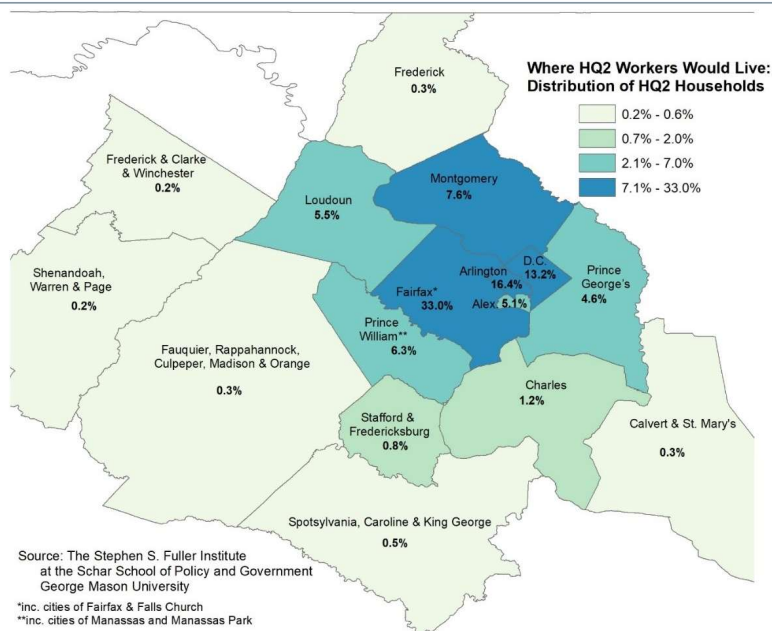 Where HQ2 Workers Would Live:
Distribution of HQ2 Households
0.2% - 0.6%
0.7% - 2.0%
2.1% - 7.0%
7.1% - 33.0%
Frederick
0.3%
Frederick & Clarke
& Winchester
0.2%
Loudoun
5.5%
Montgomery
7.6%
D.C.
13.2%
Arlington
16.4%
Prince
George's
4.6%
Fairfax*
33.0%
Alex. 5.1%
Shenandoah,
Warren & Page
0.2%
Prince
William**
6.3%
Fauquier, Rappahannock,
Culpeper, Madison & Orange
0.3%
Charles
1.2%
Stafford &
Fredericksburg
0.8%
Calvert & St. Mary's
0.3%
Spotsylvania, Caroline & King George
0.5%
Source: The Stephen S. Fuller Institute
at the Schar School of Policy and Government
George Mason University
*inc. cities of Fairfax & Falls Church
**inc. cities of Manassas and Manassas Park